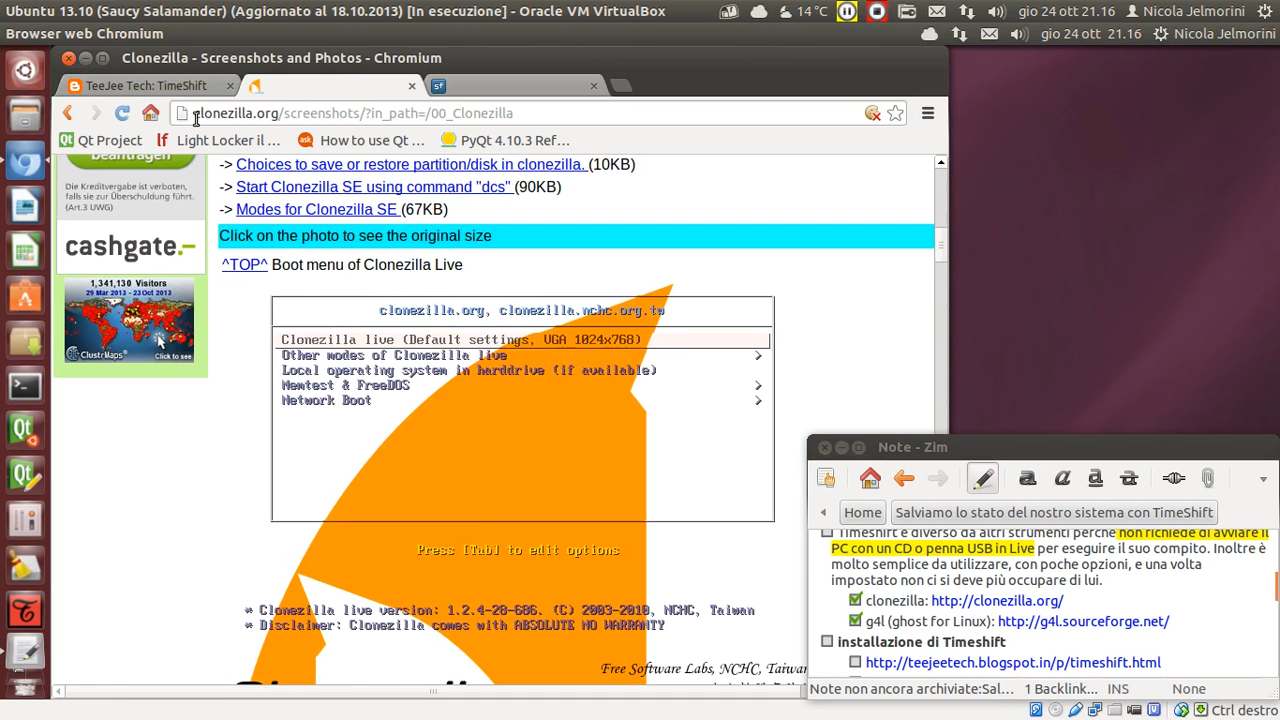 Ubuntu 13.10 (Saucy Salamander) (Aggiornato al 18.10.2013) [In esecuzione] - Oracle VM VirtualBox
14 °C
gio 24 ott 21.16
Nicola Jelmorini
Browser web Chromium
gio 24 ott 21.16
Nicola Jelmorini
Clonezilla - Screenshots and Photos - Chromium
TeeJee Tech: TimeShift
sf
clonezilla.org/screenshots/?in_path=/00_Clonezilla
Qt Project
Light Locker il ...
How to use Qt ...
PyQt 4.10.3 Ref...
beantragen
Die Kreditvergabe ist verboten,
falls sie zur Überschuldung führt.
(Art.3 UWG)
cashgate.
1,341,130 Visitors
29 Mar 2013 - 23 Oct 2013
ClustrMaps
Click to see
-> Choices to save or restore partition/disk in clonezilla. (10KB)
-> Start Clonezilla SE using command "dcs" (90KB)
-> Modes for Clonezilla SE (67KB)
Click on the photo to see the original size
^TOP^ Boot menu of Clonezilla Live
clonezilla.org, clonezilla.nchc.org.tw
Clonezilla live (Default settings, VGA 1024x768)
Other modes of Clonezilla live >
Local operating system in harddrive (if available)
Memtest & FreeDOS >
Network Boot >
Press [Tab] to edit options
* Clonezilla live version: 1.2.4-28-686. (C) 2003-2010, NCHC, Taiwan
* Disclaimer: Clonezilla comes with ABSOLUTE NO WARRANTY
Free Software Labs, NCHC, Taiwan
Note - Zim
Home
Salviamo lo stato del nostro sistema con TimeShift
Timeshift è diverso da altri strumenti perché non richiede di avviare il
PC con un CD o penna USB in Live per eseguire il suo compito. Inoltre è
molto semplice da utilizzare, con poche opzioni, e una volta
impostato non ci si deve più occupare di lui.
clonezilla: http://clonezilla.org/
g4l (ghost for Linux): http://g4l.sourceforge.net/
installazione di Timeshift
http://teejeetech.blogspot.in/p/timeshift.html
Note non ancora archiviate:Sal...
1 Backlink...
INS
None
Ctrl destro